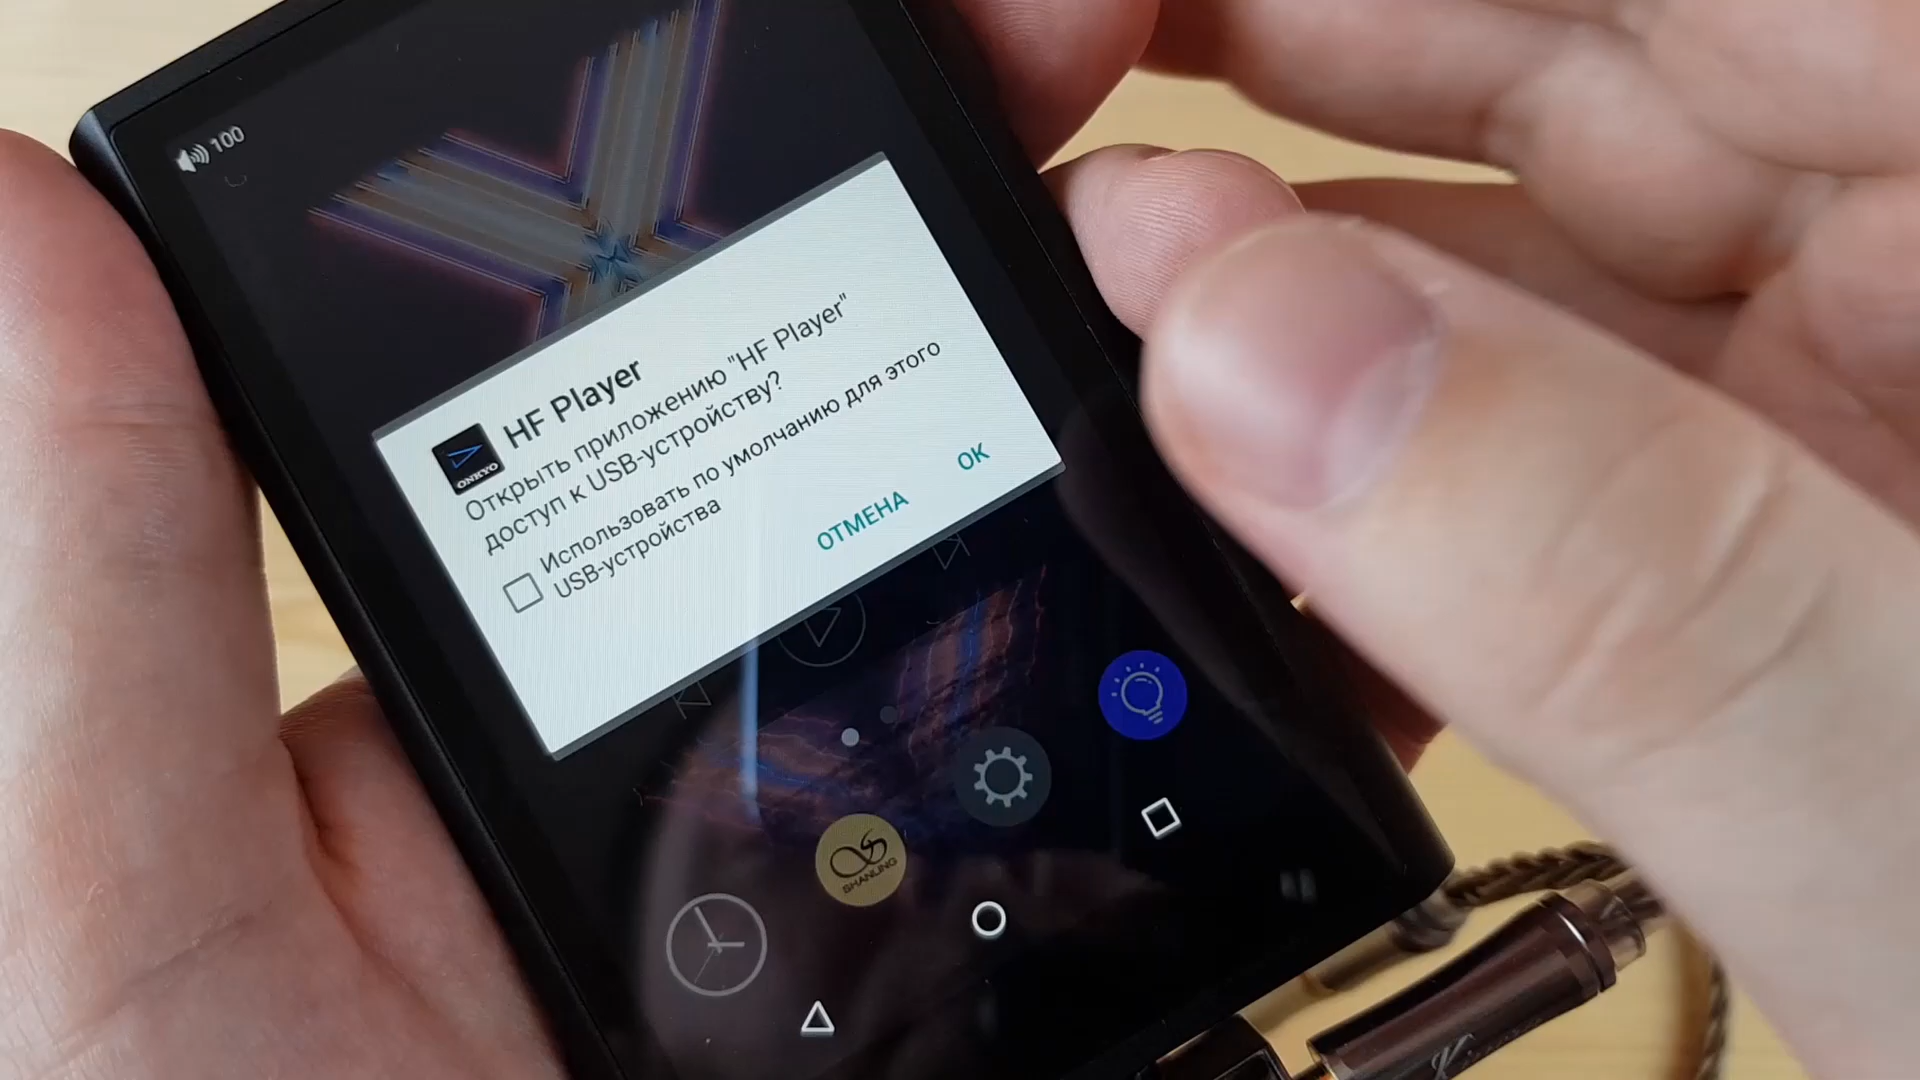 100
HF Player
ONKYO
Открыть приложению "HF Player"
доступ к USB-устройству?
Использовать по умолчанию для этого
USB-устройства
ОТМЕНА
ОК
SHANLING